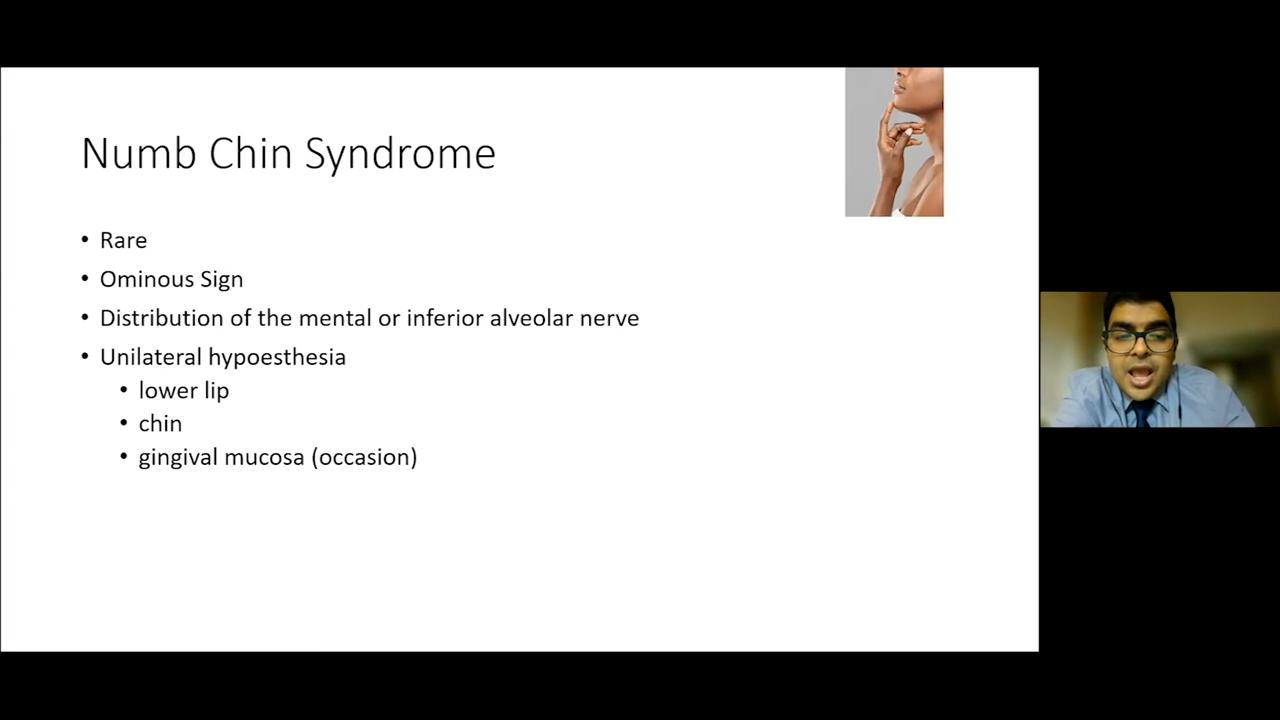 Numb Chin Syndrome
• Rare
• Ominous Sign
• Distribution of the mental or inferior alveolar nerve
• Unilateral hypoesthesia
• lower lip
• chin
• gingival mucosa (occasion)